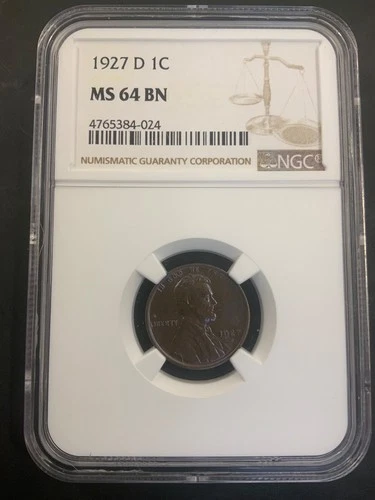 1927 D 1C
MS 64 BN
4765384-024
NUMISMATIC GUARANTY CORPORATION
NGC
LIBERTY